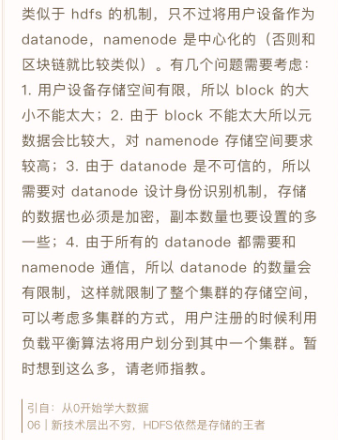 类似于 hdfs 的机制，只不过将用户设备作为
datanode，namenode 是中心化的（否则和
区块链就比较类似）。有几个问题需要考虑：
1. 用户设备存储空间有限，所以 block 的大
小不能太大；2. 由于 block 不能太大所以元
数据会比较大，对 namenode 存储空间要求
较高；3. 由于 datanode 是不可信的，所以
需要对 datanode 设计身份识别机制，存储
的数据也必须是加密，副本数量也要设置的多
一些；4. 由于所有的 datanode 都需要和
namenode 通信，所以 datanode 的数量会
有限制，这样就限制了整个集群的存储空间，
可以考虑多集群的方式，用户注册的时候利用
负载平衡算法将用户划分到其中一个集群。暂
时想到这么多，请老师指教。
引自：从0开始学大数据
06 | 新技术层出不穷，HDFS依然是存储的王者